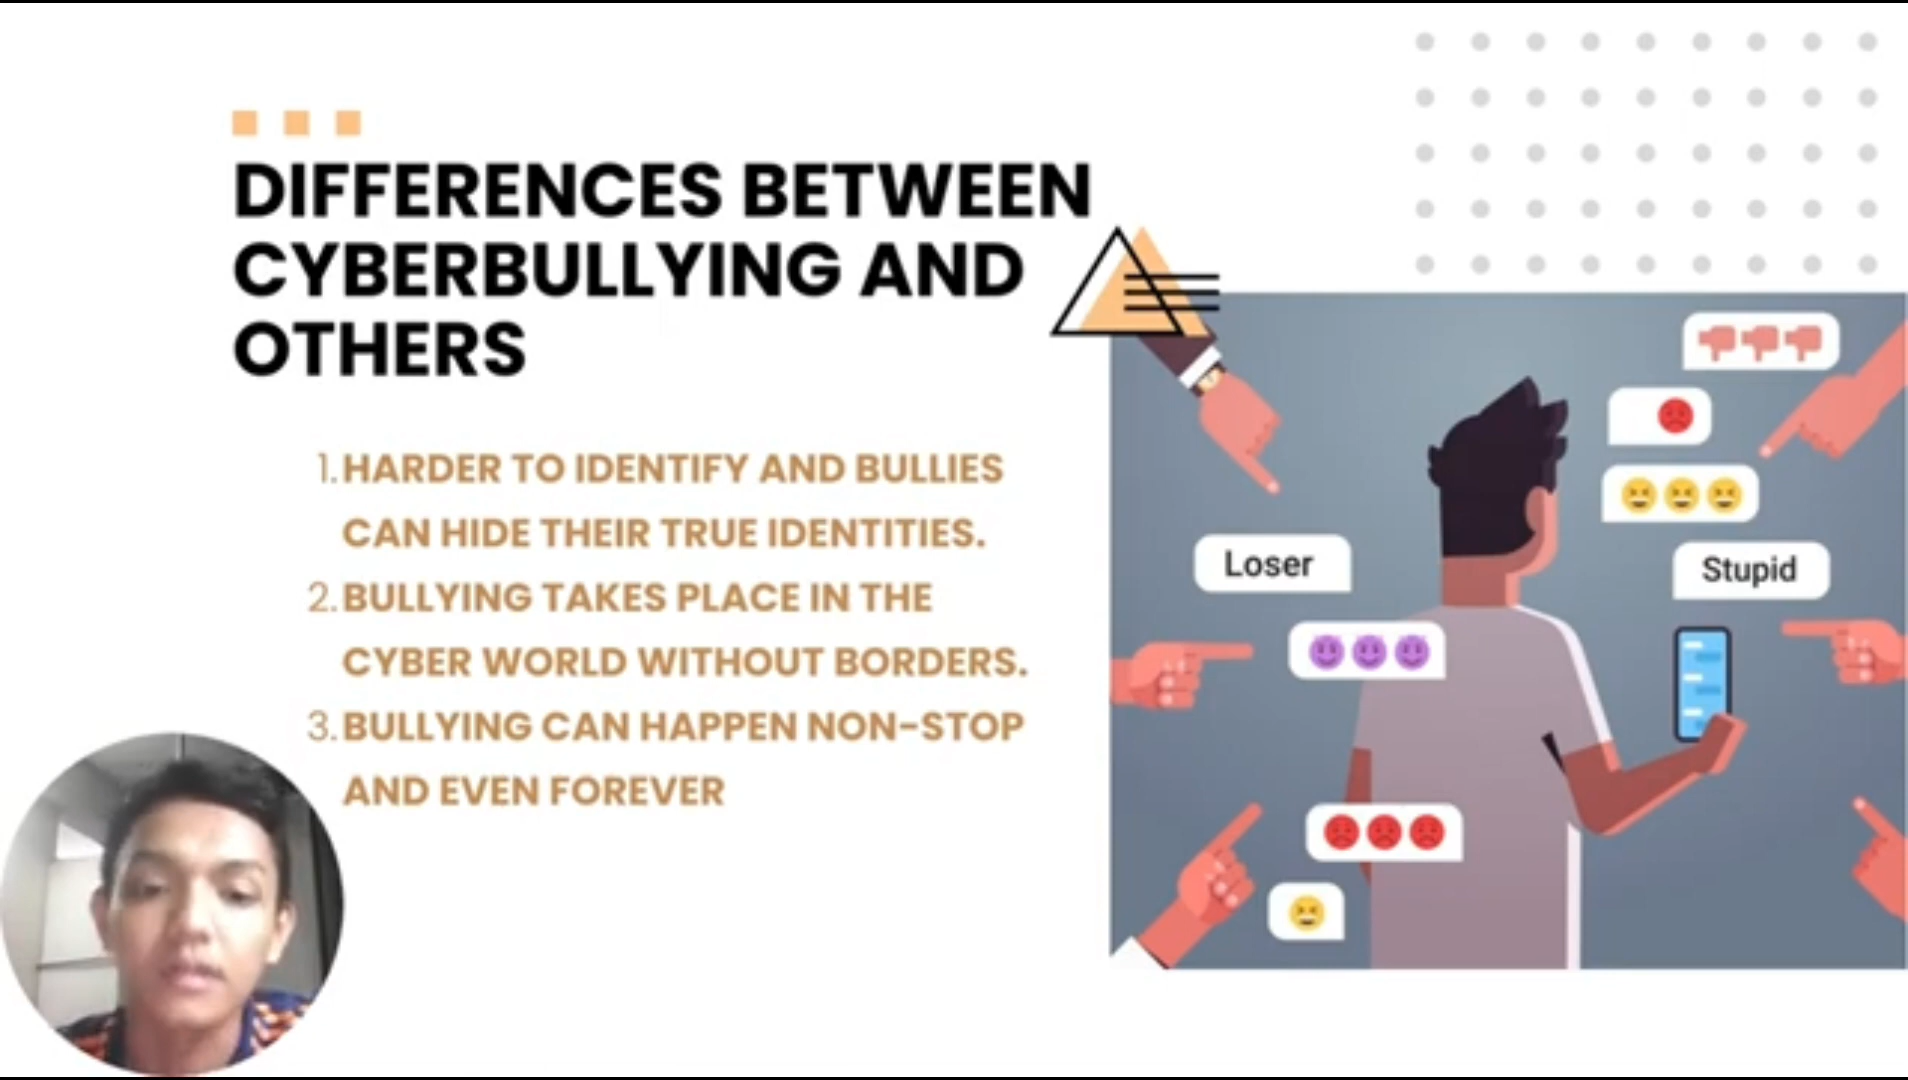 DIFFERENCES BETWEEN
CYBERBULLYING AND
OTHERS
1. HARDER TO IDENTIFY AND BULLIES
CAN HIDE THEIR TRUE IDENTITIES.
2. BULLYING TAKES PLACE IN THE
CYBER WORLD WITHOUT BORDERS.
3. BULLYING CAN HAPPEN NON-STOP
AND EVEN FOREVER
Loser
Stupid